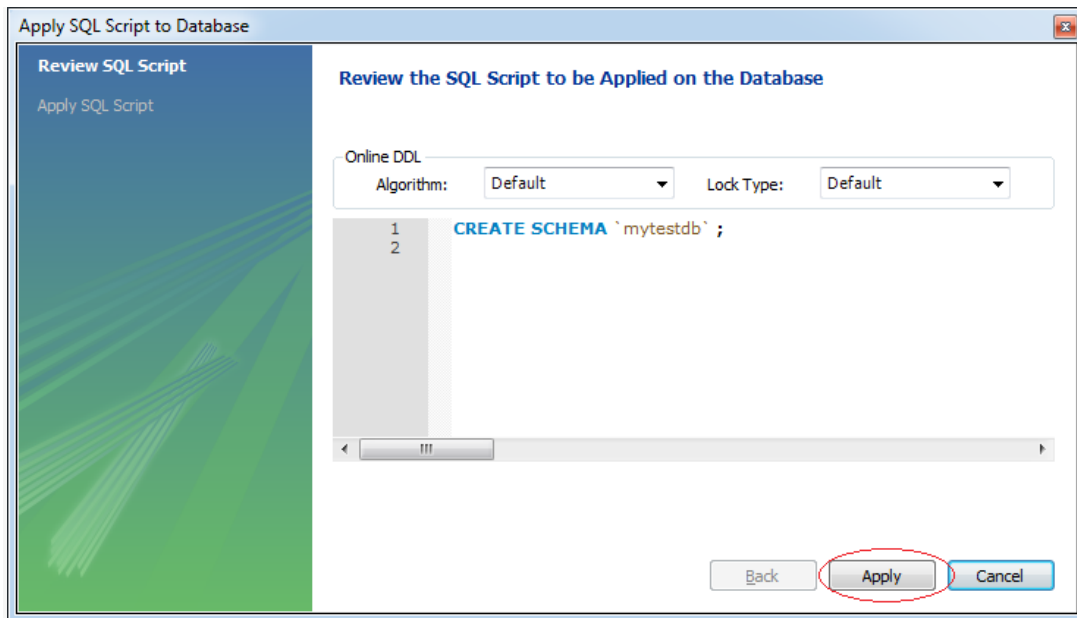 Apply SQL Script to Database
Review SQL Script
Apply SQL Script
Review the SQL Script to be Applied on the Database
Online DDL
Algorithm: Default Lock Type: Default
1 CREATE SCHEMA `mytestdb` ;
2
Back Apply Cancel